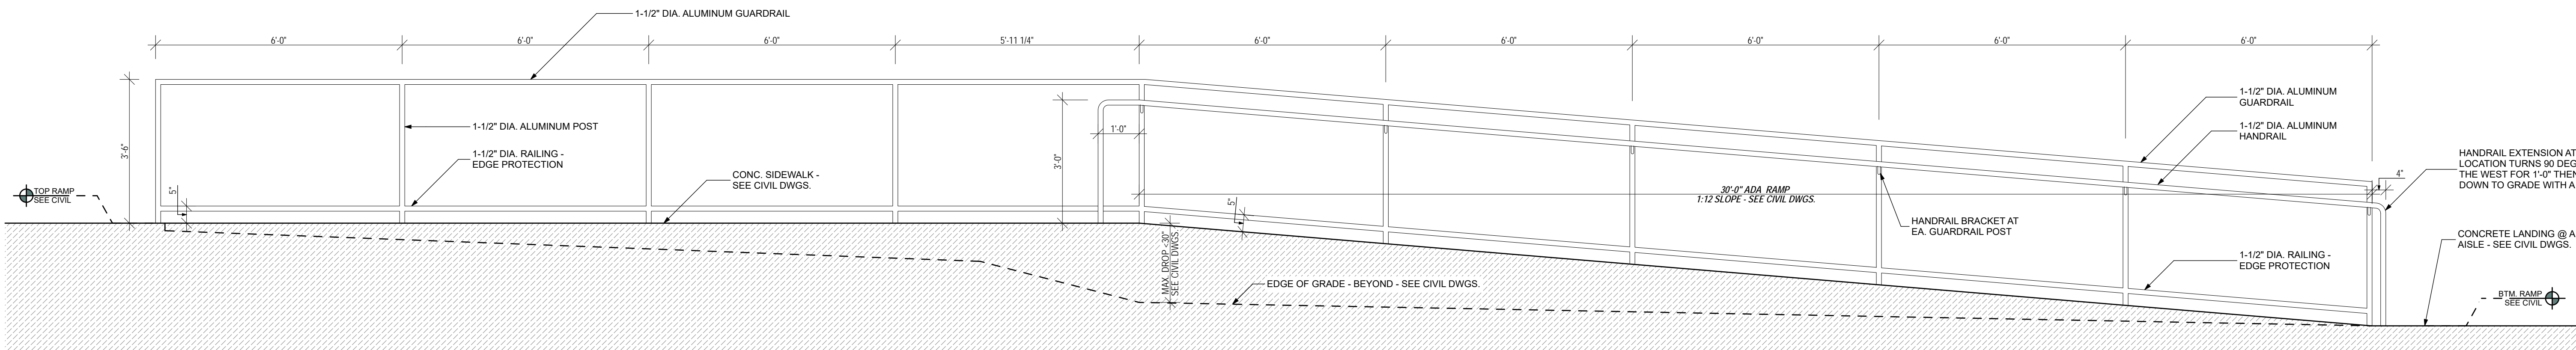 1-1/2" DIA. ALUMINUM GUARDRAIL
6'-0"
6'-0"
6'-0"
5'-11 1/4"
6'-0"
6'-0"
6'-0"
6'-0"
6'-0"
3'-6"
1-1/2" DIA. ALUMINUM POST
1-1/2" DIA. RAILING -
EDGE PROTECTION
CONC. SIDEWALK -
SEE CIVIL DWGS.
TOP RAMP
SEE CIVIL
5"
1'-0"
3'-0"
5"
MAX. DROP <30"
SEE CIVIL DWGS.
30'-0" ADA RAMP
1:12 SLOPE - SEE CIVIL DWGS.
EDGE OF GRADE - BEYOND - SEE CIVIL DWGS.
HANDRAIL BRACKET AT
EA. GUARDRAIL POST
1-1/2" DIA. ALUMINUM
GUARDRAIL
1-1/2" DIA. ALUMINUM
HANDRAIL
1-1/2" DIA. RAILING -
EDGE PROTECTION
4"
HANDRAIL EXTENSION AT
LOCATION TURNS 90 DEG
THE WEST FOR 1'-0" THEN
DOWN TO GRADE WITH A
CONCRETE LANDING @ A
AISLE - SEE CIVIL DWGS.
BTM. RAMP
SEE CIVIL